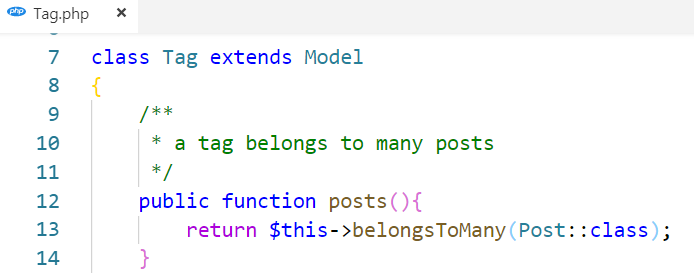 php Tag.php ×
7 class Tag extends Model
8 {
9 /**
10 * a tag belongs to many posts
11 */
12 public function posts(){
13 return $this->belongsToMany(Post::class);
14 }